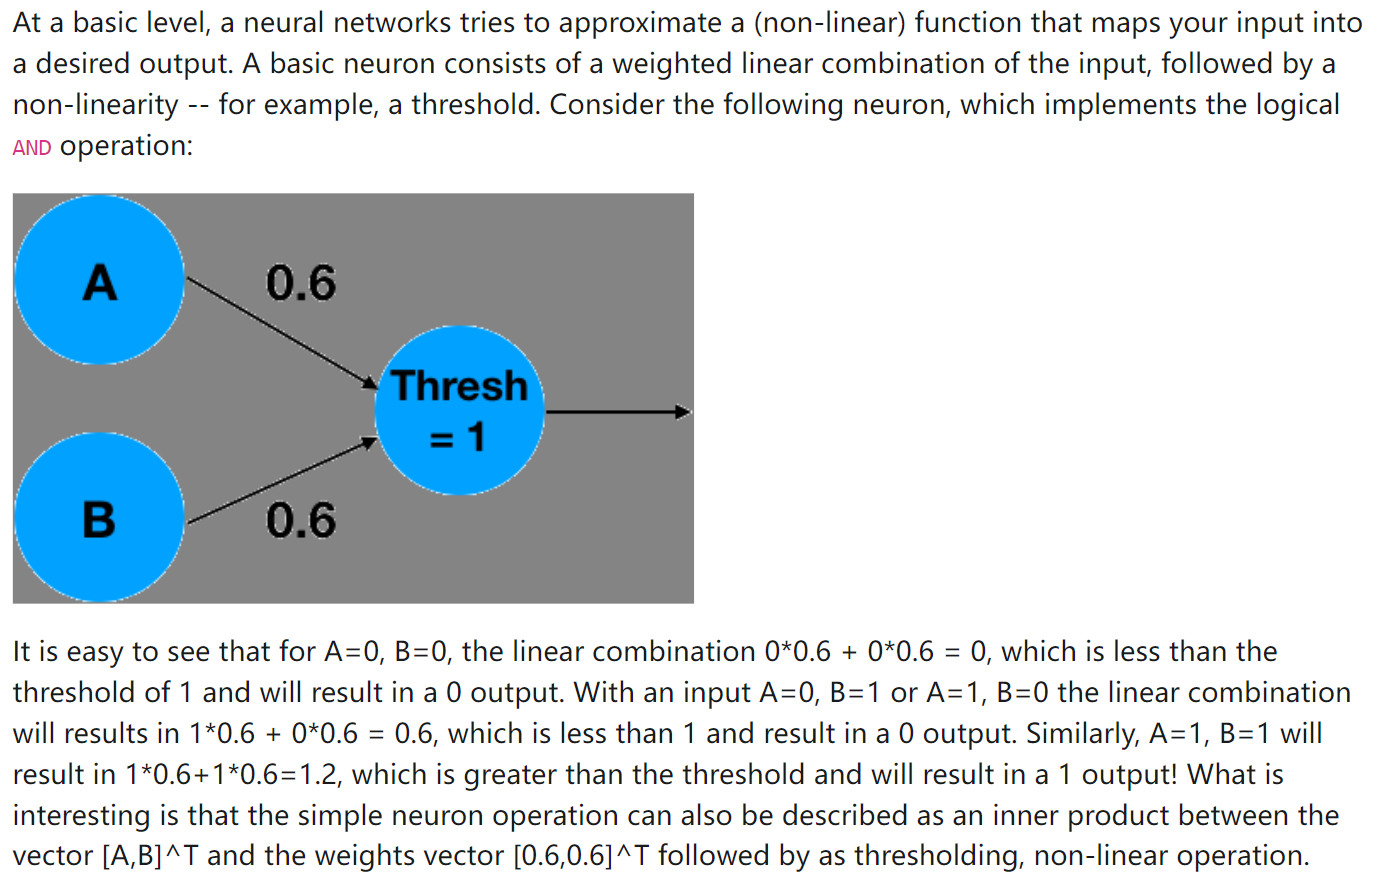 At a basic level, a neural networks tries to approximate a (non-linear) function that maps your input into
a desired output. A basic neuron consists of a weighted linear combination of the input, followed by a
non-linearity -- for example, a threshold. Consider the following neuron, which implements the logical
AND operation:
A
0.6
Thresh
= 1
B
0.6
It is easy to see that for A=0, B=0, the linear combination 0*0.6 + 0*0.6 = 0, which is less than the
threshold of 1 and will result in a 0 output. With an input A=0, B=1 or A=1, B=0 the linear combination
will results in 1*0.6 + 0*0.6 = 0.6, which is less than 1 and result in a 0 output. Similarly, A=1, B=1 will
result in 1*0.6+1*0.6=1.2, which is greater than the threshold and will result in a 1 output! What is
interesting is that the simple neuron operation can also be described as an inner product between the
vector [A,B]^T and the weights vector [0.6,0.6]^T followed by as thresholding, non-linear operation.